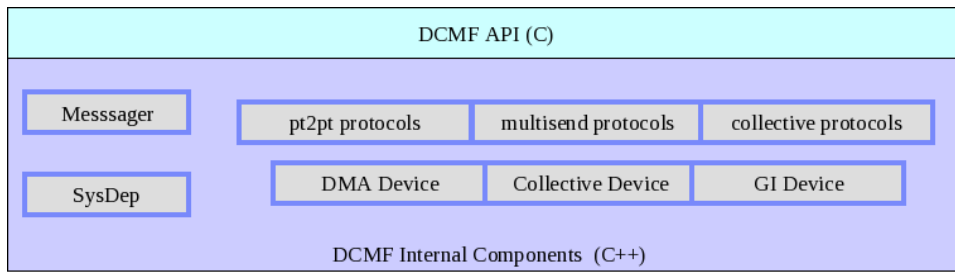 DCMF API (C)
Messsager
pt2pt protocols
multisend protocols
collective protocols
SysDep
DMA Device
Collective Device
GI Device
DCMF Internal Components (C++)